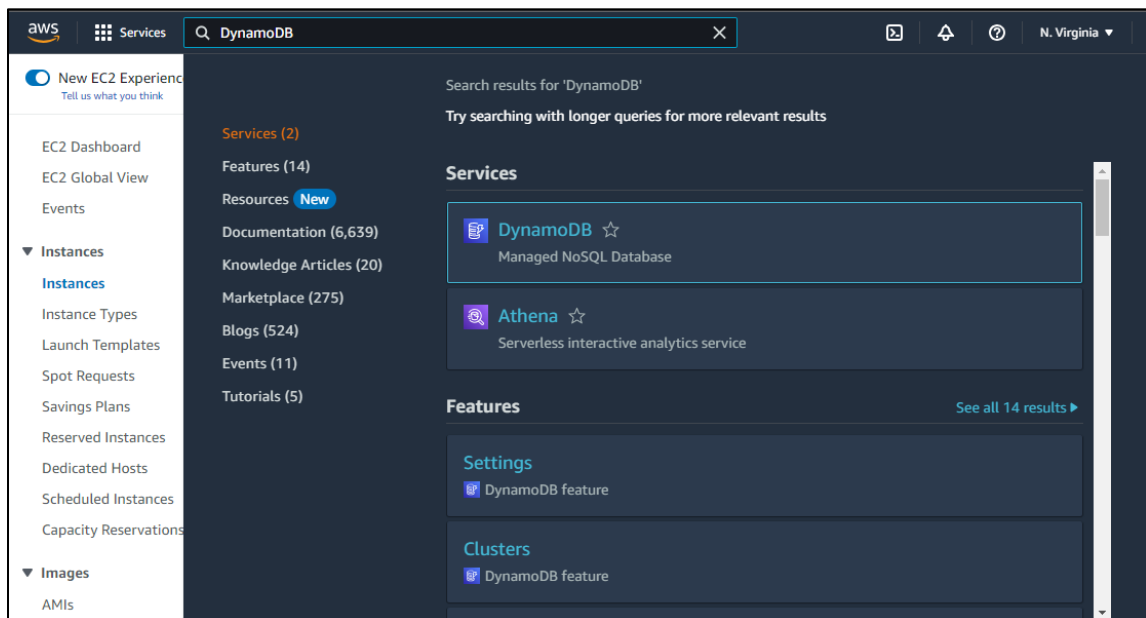 aws
Services
DynamoDB
N. Virginia
New EC2 Experienc
Tell us what you think
EC2 Dashboard
EC2 Global View
Events
Instances
Instances
Instance Types
Launch Templates
Spot Requests
Savings Plans
Reserved Instances
Dedicated Hosts
Scheduled Instances
Capacity Reservations
Images
AMIs
Services (2)
Features (14)
Resources New
Documentation (6,639)
Knowledge Articles (20)
Marketplace (275)
Blogs (524)
Events (11)
Tutorials (5)
Search results for 'DynamoDB'
Try searching with longer queries for more relevant results
Services
DynamoDB
Managed NoSQL Database
Athena
Serverless interactive analytics service
Features
See all 14 results
Settings
DynamoDB feature
Clusters
DynamoDB feature